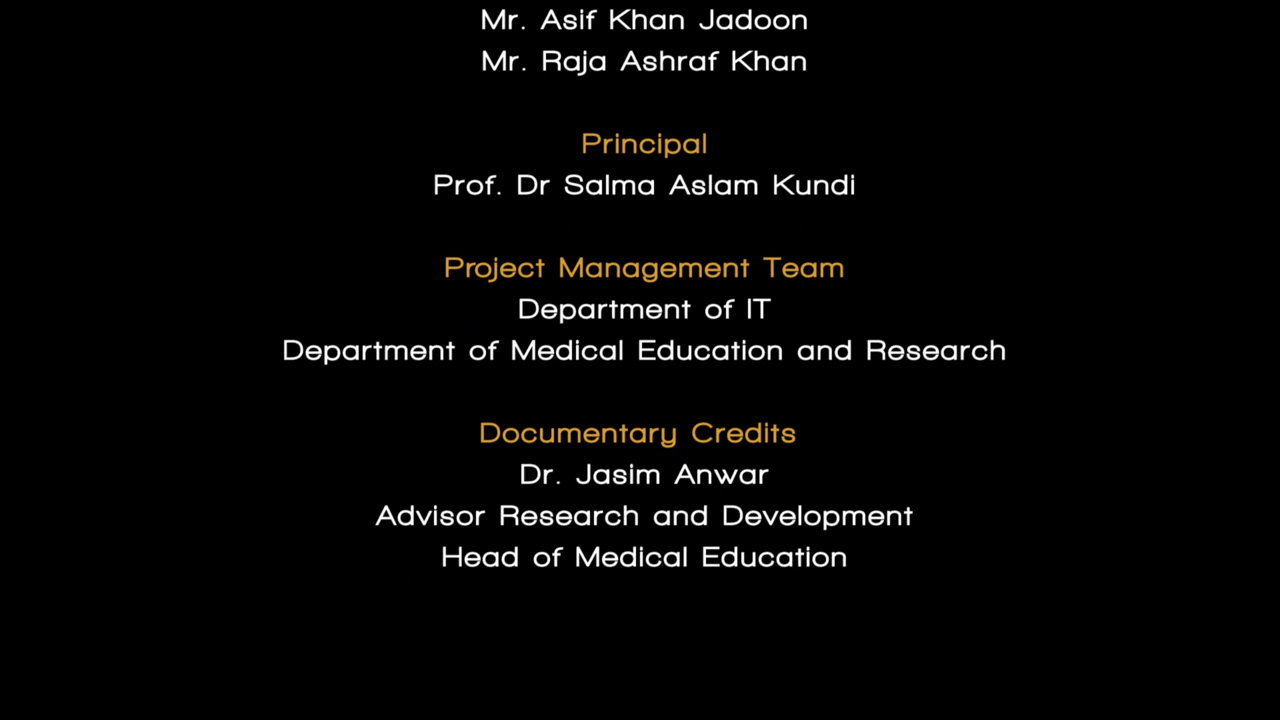 Mr. Asif Khan Jadoon
Mr. Raja Ashraf Khan
Principal
Prof. Dr Salma Aslam Kundi
Project Management Team
Department of IT
Department of Medical Education and Research
Documentary Credits
Dr. Jasim Anwar
Advisor Research and Development
Head of Medical Education